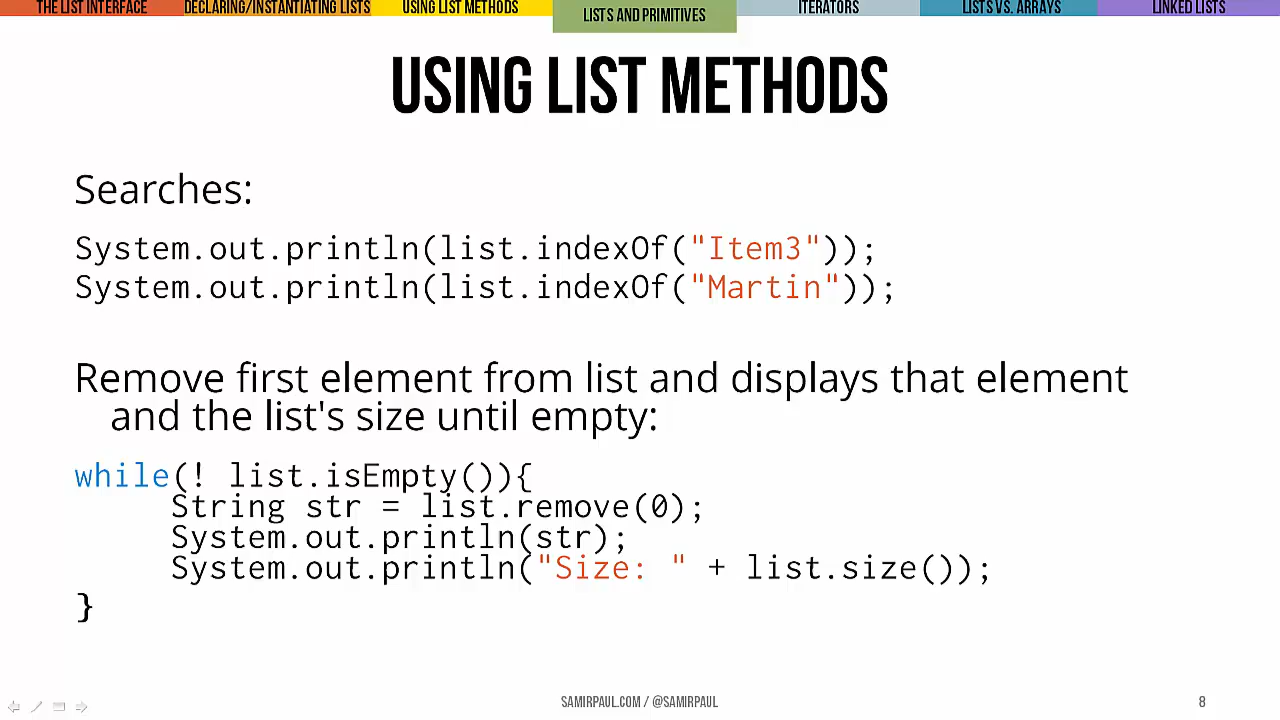 THE LIST INTERFACE DECLARING/INSTANTIATING LISTS USING LIST METHODS LISTS AND PRIMITIVES ITERATORS LISTS VS. ARRAYS LINKED LISTS
USING LIST METHODS
Searches:
System.out.println(list.indexOf("Item3"));
System.out.println(list.indexOf("Martin"));
Remove first element from list and displays that element
and the list's size until empty:
while(! list.isEmpty()){
String str = list.remove(0);
System.out.println(str);
System.out.println("Size: " + list.size());
}
SAMIRPAUL.COM / @SAMIRPAUL 8